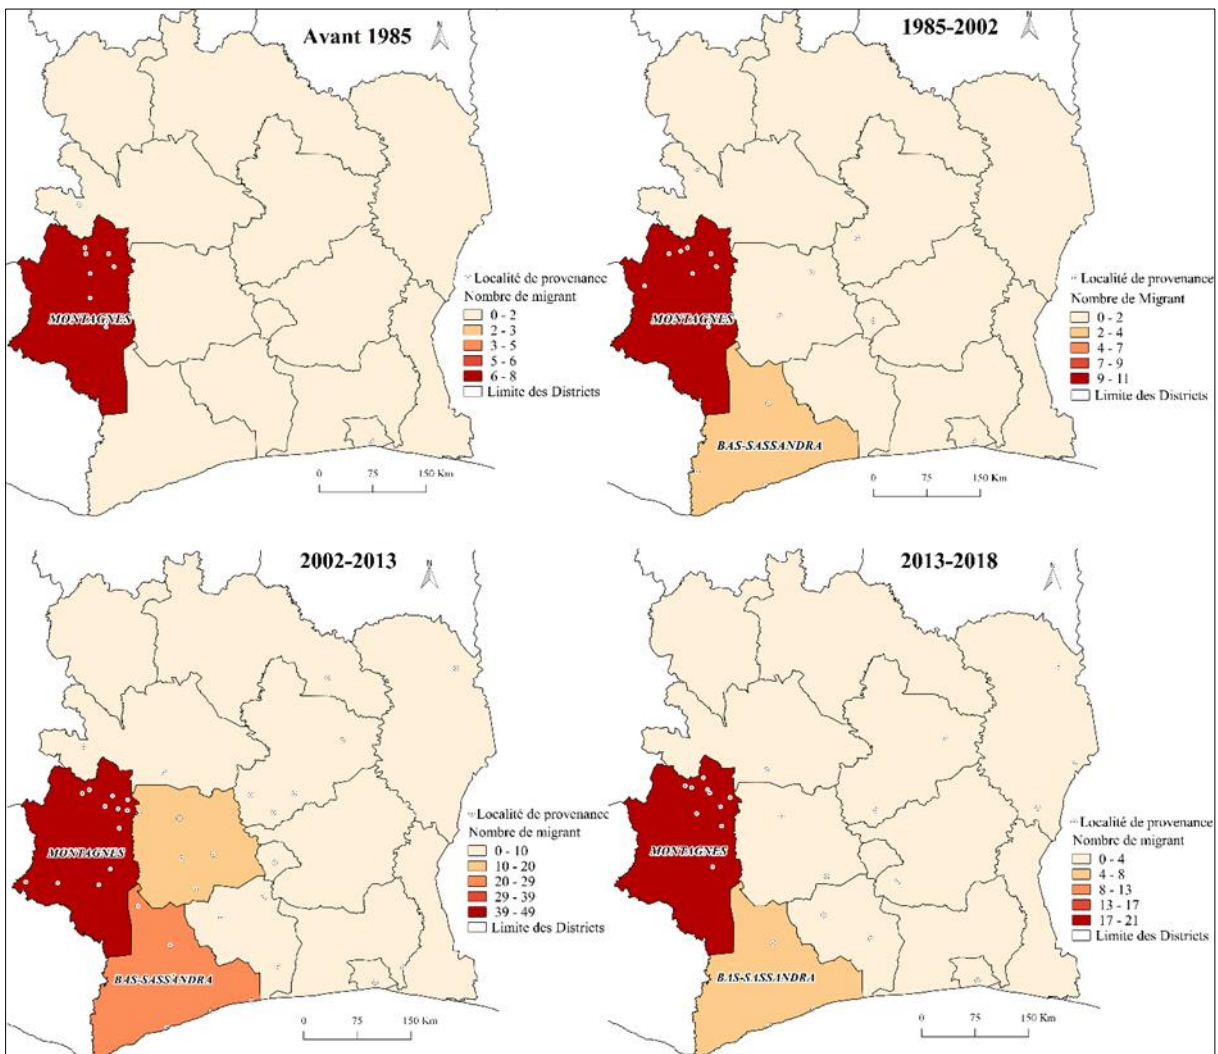 Avant 1985
N
MONTAGNES
Localité de provenance
Nombre de migrant
0 - 2
2 - 3
3 - 5
5 - 6
6 - 8
Limite des Districts
0 75 150 Km
1985-2002
N
MONTAGNES
BAS-SASSANDRA
Localité de provenance
Nombre de Migrant
0 - 2
2 - 4
4 - 7
7 - 9
9 - 11
Limite des Districts
0 75 150 Km
2002-2013
N
MONTAGNES
BAS-SASSANDRA
Localité de provenance
Nombre de migrant
0 - 10
10 - 20
20 - 29
29 - 39
39 - 49
Limite des Districts
0 75 150 Km
2013-2018
N
MONTAGNES
BAS-SASSANDRA
Localité de provenance
Nombre de migrant
0 - 4
4 - 8
8 - 13
13 - 17
17 - 21
Limite des Districts
0 75 150 Km